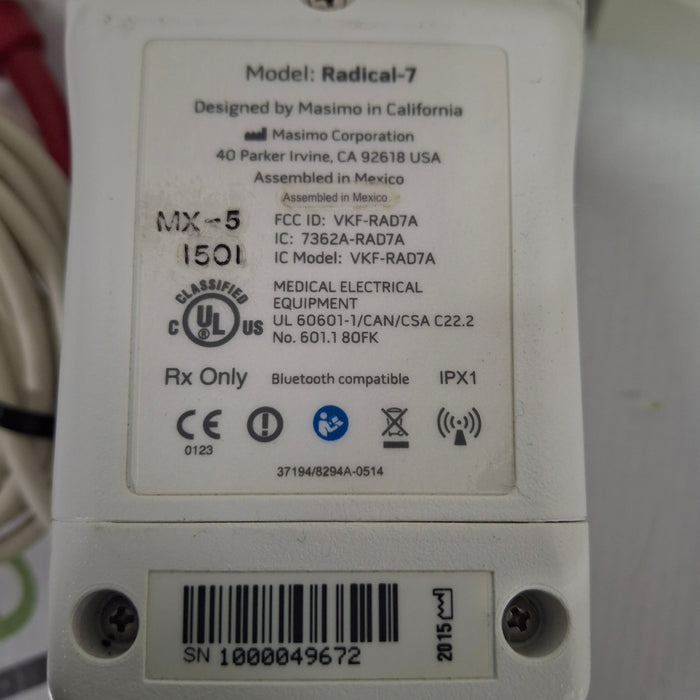 Model: Radical-7
Designed by Masimo in California
Masimo Corporation
40 Parker Irvine, CA 92618 USA
Assembled in Mexico
Assembled in Mexico
MX-5
1501
FCC ID: VKF-RAD7A
IC: 7362A-RAD7A
IC Model: VKF-RAD7A
CLASSIFIED
C UL US
MEDICAL ELECTRICAL
EQUIPMENT
UL 60601-1/CAN/CSA C22.2
No. 601.1 80FK
Rx Only Bluetooth compatible IPX1
CE
0123
37194/8294A-0514
SN 1000049672
2015